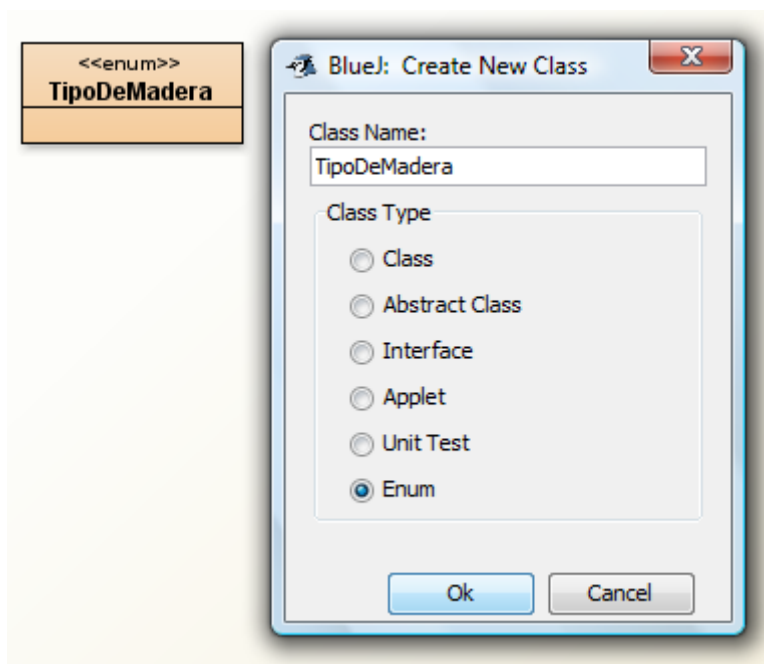 <<enum>>
TipoDeMadera
BlueJ: Create New Class
X
Class Name:
TipoDeMadera
Class Type
Class
Abstract Class
Interface
Applet
Unit Test
Enum
Ok Cancel